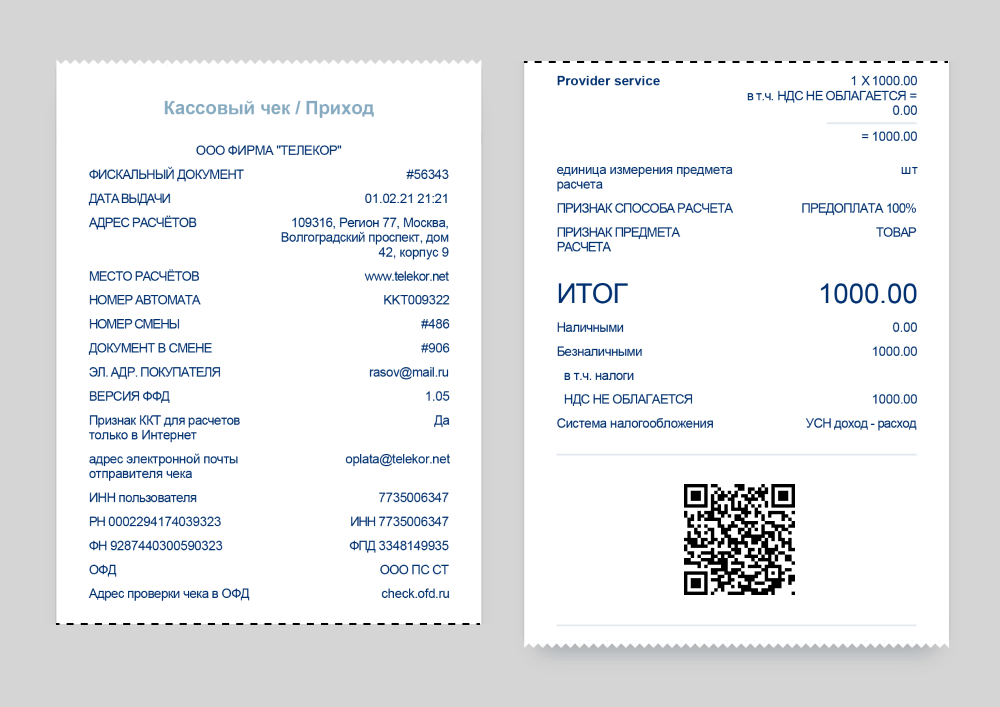 Кассовый чек / Приход
ООО ФИРМА "ТЕЛЕКОР"
ФИСКАЛЬНЫЙ ДОКУМЕНТ #56343
ДАТА ВЫДАЧИ 01.02.21 21:21
АДРЕС РАСЧЁТОВ 109316, Регион 77, Москва,
Волгоградский проспект, дом
42, корпус 9
МЕСТО РАСЧЁТОВ www.telekor.net
НОМЕР АВТОМАТА KKT009322
НОМЕР СМЕНЫ #486
ДОКУМЕНТ В СМЕНЕ #906
ЭЛ. АДР. ПОКУПАТЕЛЯ rasov@mail.ru
ВЕРСИЯ ФФД 1.05
Признак ККТ для расчетов Да
только в Интернет
адрес электронной почты oplata@telekor.net
отправителя чека
ИНН пользователя 7735006347
РН 0002294174039323 ИНН 7735006347
ФН 9287440300590323 ФПД 3348149935
ОФД ООО ПС СТ
Адрес проверки чека в ОФД check.ofd.ru
Provider service 1 X 1000.00
в т.ч. НДС НЕ ОБЛАГАЕТСЯ =
0.00
= 1000.00
единица измерения предмета шт
расчета
ПРИЗНАК СПОСОБА РАСЧЕТА ПРЕДОПЛАТА 100%
ПРИЗНАК ПРЕДМЕТА ТОВАР
РАСЧЕТА
ИТОГ 1000.00
Наличными 0.00
Безналичными 1000.00
в т.ч. налоги
НДС НЕ ОБЛАГАЕТСЯ 1000.00
Система налогообложения УСН доход - расход